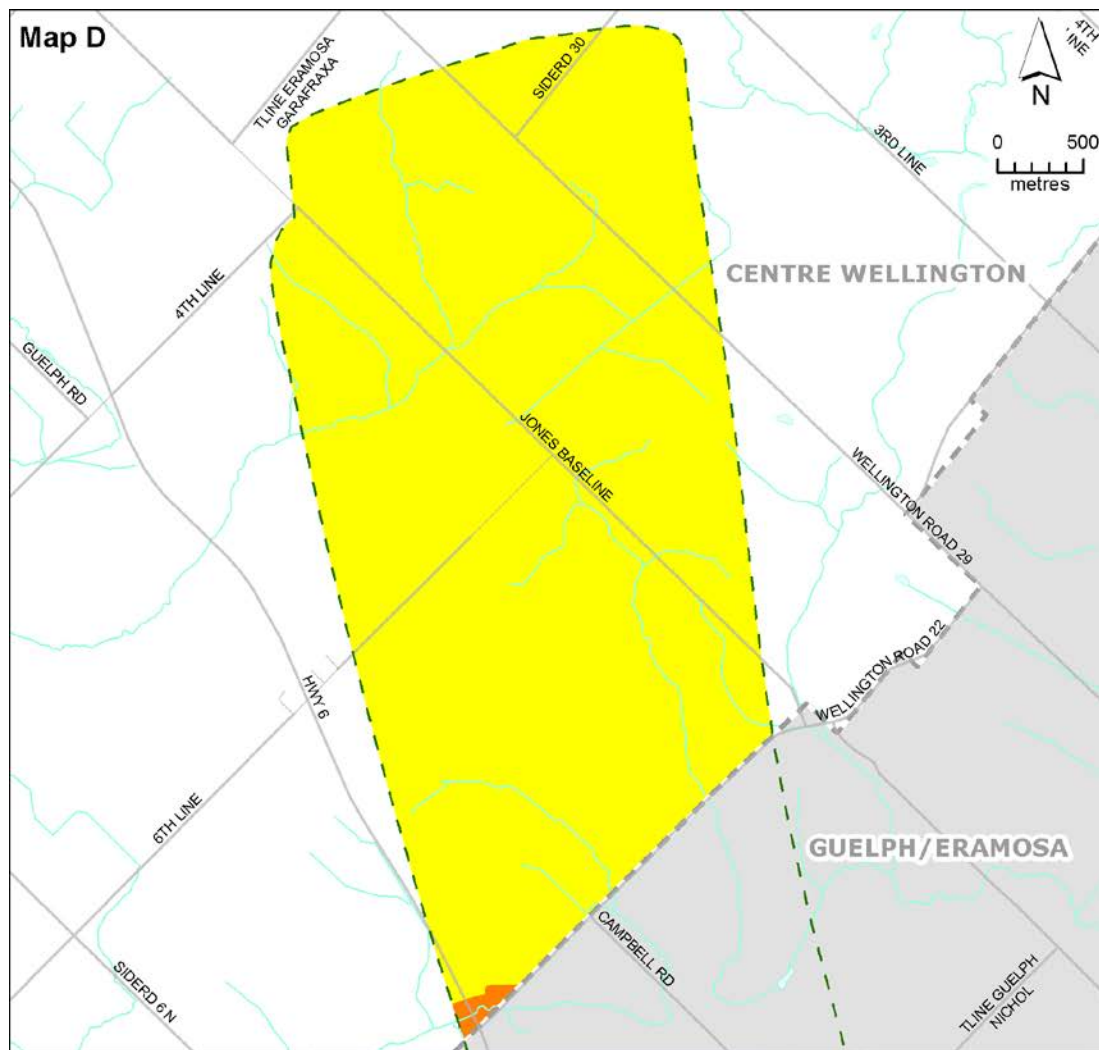 Map D
TLINE ERAMOSA
GARAFRAXA
SIDERD 30
4TH
LINE
N
0 500
metres
3RD LINE
CENTRE WELLINGTON
4TH LINE
GUELPH RD
JONES BASELINE
WELLINGTON ROAD 29
WELLINGTON ROAD 22
HWY 6
6TH LINE
GUELPH/ERAMOSA
CAMPBELL RD
SIDERD 6 N
TLINE GUELPH
NICHOL